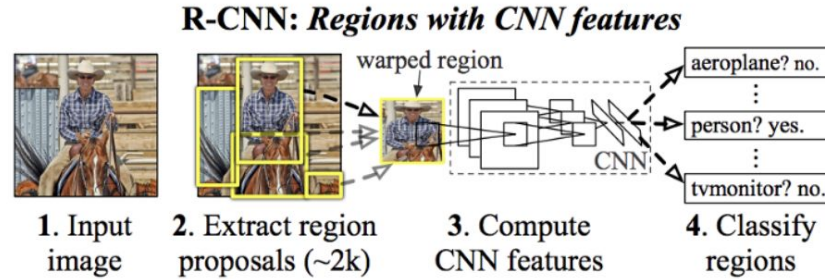 R-CNN: Regions with CNN features
warped region
aeroplane? no.
person? yes.
CNN
tvmonitor? no.
1. Input image
2. Extract region proposals (~2k)
3. Compute CNN features
4. Classify regions